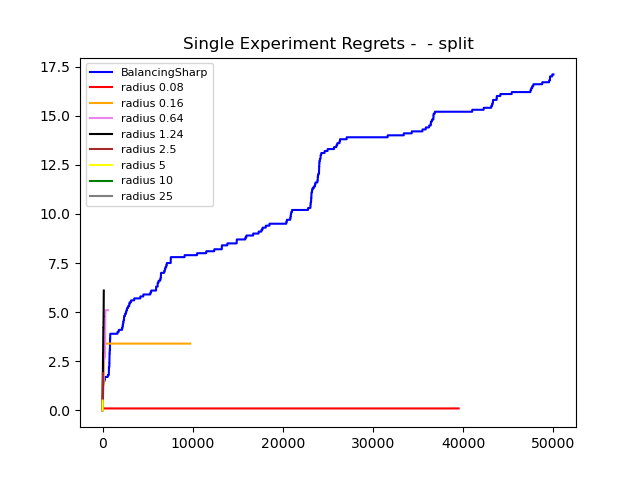 Single Experiment Regrets -  - split
17.5
15.0
12.5
10.0
7.5
5.0
2.5
0.0
BalancingSharp
radius 0.08
radius 0.16
radius 0.64
radius 1.24
radius 2.5
radius 5
radius 10
radius 25
0 10000 20000 30000 40000 50000